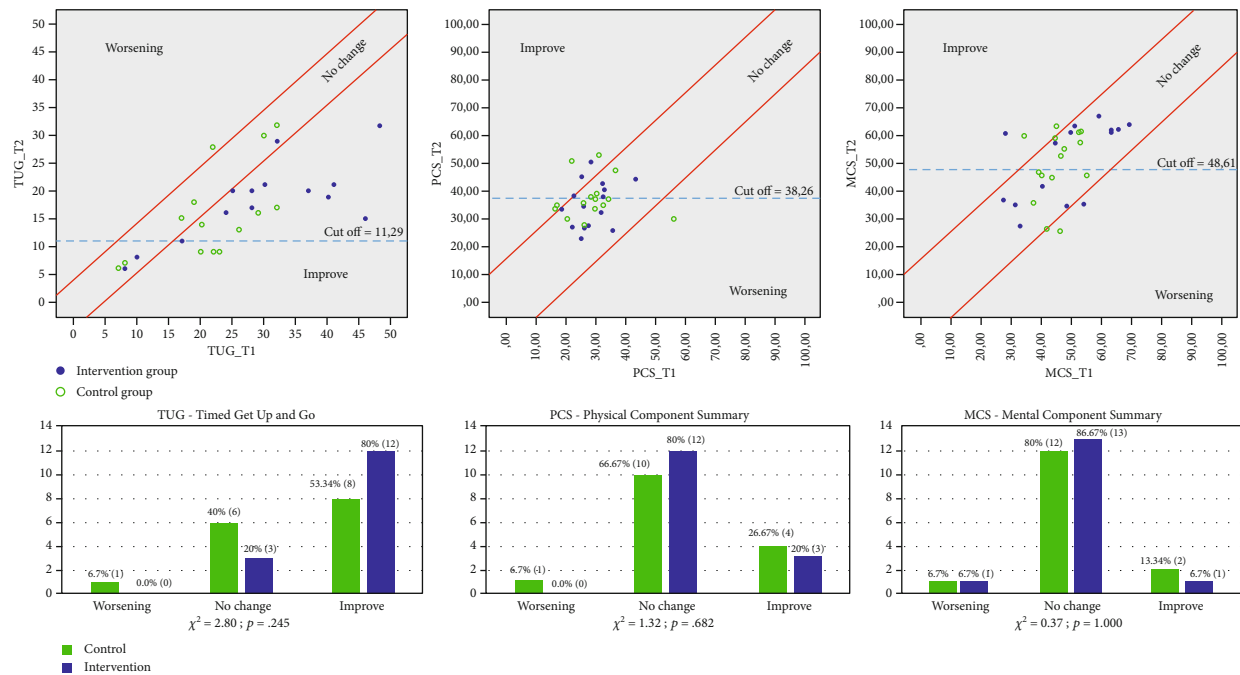 50
45
40
35
30
25
20
15
10
5
0
TUG_T2
Worsening
No change
Cut off = 11,29
Improve
0
5
10
15
20
25
30
35
40
45
50
TUG_T1
100,00
90,00
80,00
70,00
60,00
50,00
40,00
30,00
20,00
10,00
,00
PCS_T2
Improve
No change
Cut off = 38,26
Worsening
,00
10,00
20,00
30,00
40,00
50,00
60,00
70,00
80,00
90,00
100,00
PCS_T1
100,00
90,00
80,00
70,00
60,00
50,00
40,00
30,00
20,00
10,00
,00
MCS_T2
Improve
No change
Cut off = 48,61
Worsening
,00
10,00
20,00
30,00
40,00
50,00
60,00
70,00
80,00
90,00
100,00
MCS_T1
Intervention group
Control group
TUG - Timed Get Up and Go
14
12
10
8
6
4
2
0
6.7% (1)
0.0% (0)
40% (6)
20% (3)
53.34% (8)
80% (12)
Worsening
No change
Improve
χ² = 2.80 ; p = .245
PCS - Physical Component Summary
14
12
10
8
6
4
2
0
6.7% (1)
0.0% (0)
66.67% (10)
80% (12)
26.67% (4)
20% (3)
Worsening
No change
Improve
χ² = 1.32 ; p = .682
MCS - Mental Component Summary
14
12
10
8
6
4
2
0
6.7%
6.7% (1)
80% (12)
86.67% (13)
13.34% (2)
6.7% (1)
Worsening
No change
Improve
χ² = 0.37 ; p = 1.000
Control
Intervention